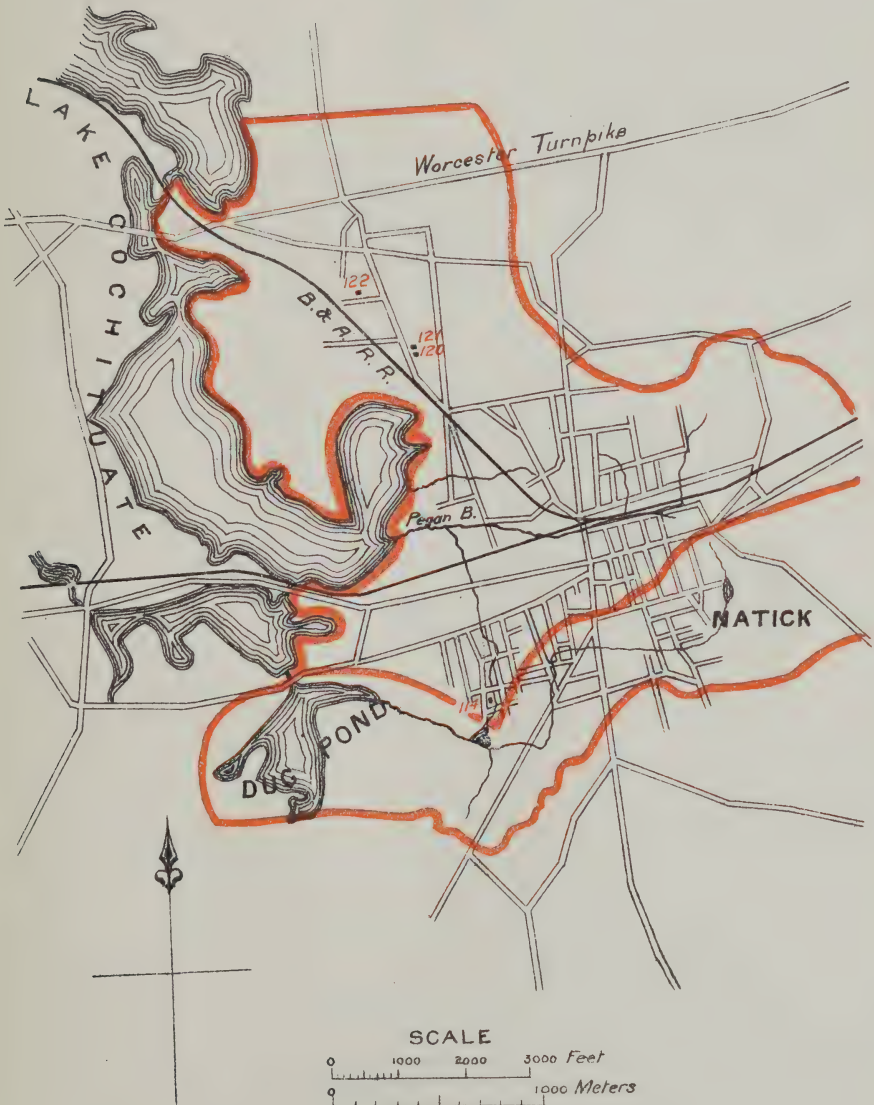 LAKE COCHITUATE
Worcester Turnpike
122
B. & A. R. R.
121
120
Pegan B.
NATICK
114
DUG POND
SCALE
0 1000 2000 3000 Feet
0 1000 Meters